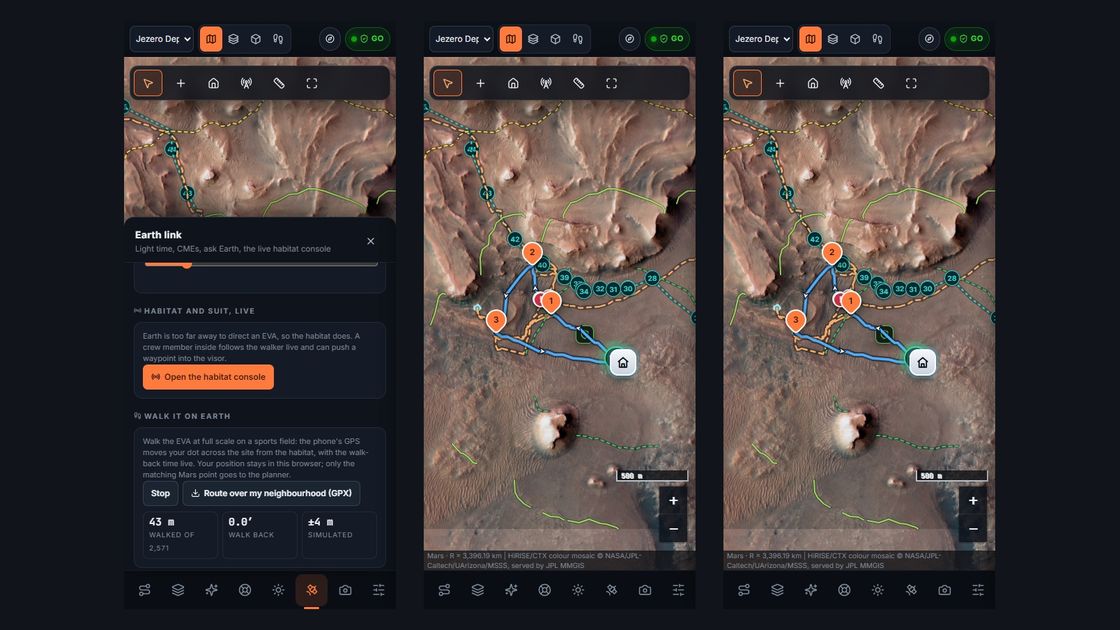 Jezero Dep
GO
44
43
Earth link
Light time, CMEs, ask Earth, the live habitat console
HABITAT AND SUIT, LIVE
Earth is too far away to direct an EVA, so the habitat does. A
crew member inside follows the walker live and can push a
waypoint into the visor.
Open the habitat console
WALK IT ON EARTH
Walk the EVA at full scale on a sports field: the phone's GPS
moves your dot across the site from the habitat, with the walk-
back time live. Your position stays in this browser; only the
matching Mars point goes to the planner.
Stop
Route over my neighbourhood (GPX)
43 m
WALKED OF
2,571
0.0′
WALK BACK
±4 m
SIMULATED
Jezero Dep
GO
44
43
42
2
40
39
34
32
31
30
28
1
3
500 m
+
−
Mars · R = 3,396.19 km | HiRISE/CTX colour mosaic © NASA/JPL-
Caltech/UArizona/MSSS, served by JPL MMGIS
Jezero Dep
GO
44
43
42
2
40
39
34
32
31
30
28
1
3
500 m
+
−
Mars · R = 3,396.19 km | HiRISE/CTX colour mosaic © NASA/JPL-
Caltech/UArizona/MSSS, served by JPL MMGIS